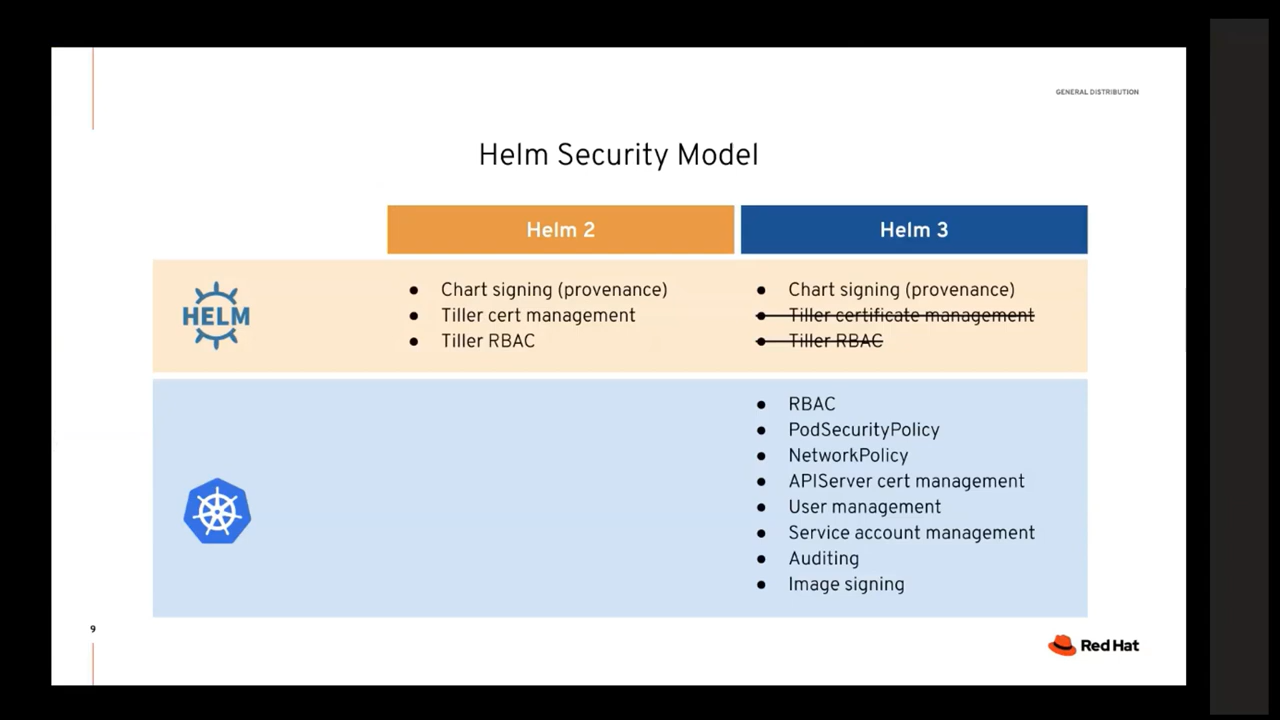 GENERAL DISTRIBUTION
Helm Security Model
Helm 2
Helm 3
HELM
● Chart signing (provenance)
● Tiller cert management
● Tiller RBAC
● Chart signing (provenance)
● Tiller certificate management
● Tiller RBAC
● RBAC
● PodSecurityPolicy
● NetworkPolicy
● APIServer cert management
● User management
● Service account management
● Auditing
● Image signing
9
Red Hat